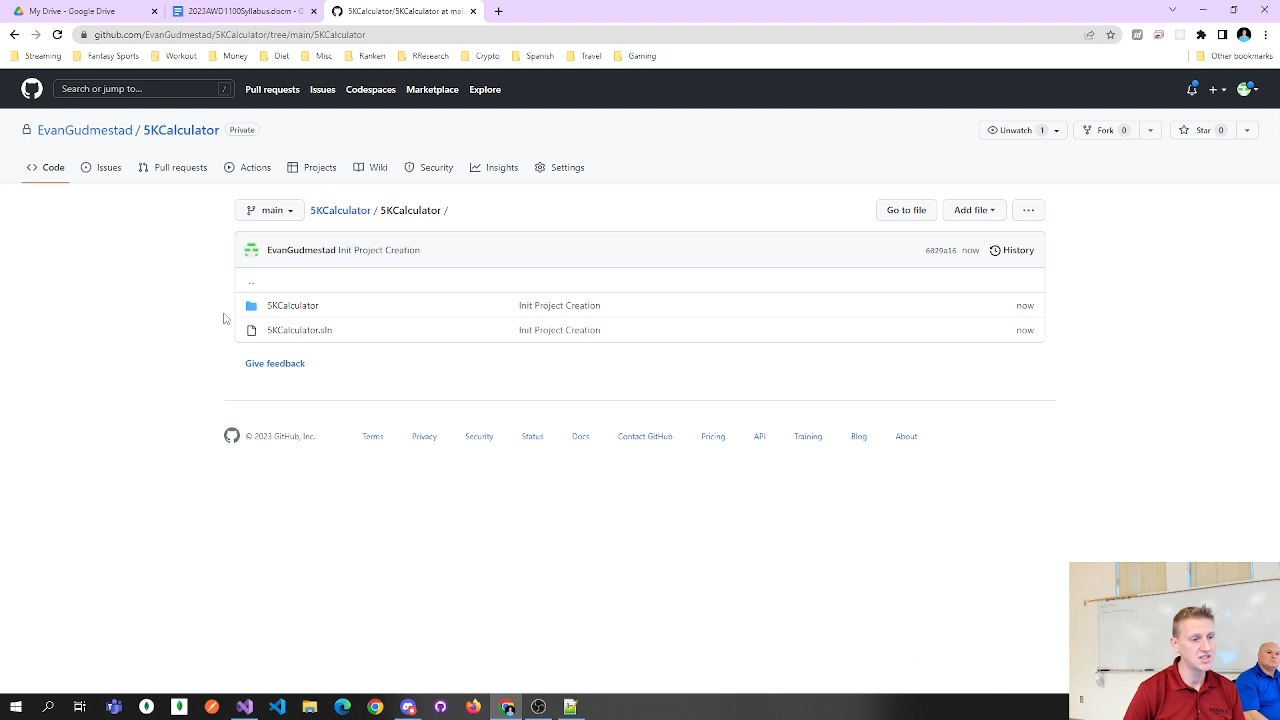 My Drive - Google Drive
2023AWD1100Syllbus.docm - G
5KCalculator/5KCalculator at mai
github.com/EvanGudmestad/5KCalculator/tree/main/5KCalculator
Streaming Fantasy Sports Workout Money Diet Misc Ranken RResearch Crypto Spanish Travel Gaming Other bookmarks
Search or jump to... / Pull requests Issues Codespaces Marketplace Explore
EvanGudmestad / 5KCalculator Private Unwatch 1 Fork 0 Star 0
Code Issues Pull requests Actions Projects Wiki Security Insights Settings
main 5KCalculator / 5KCalculator / Go to file Add file ...
EvanGudmestad Init Project Creation 6029a16 now History
..
5KCalculator Init Project Creation now
5KCalculator.sln Init Project Creation now
Give feedback
© 2023 GitHub, Inc. Terms Privacy Security Status Docs Contact GitHub Pricing API Training Blog About